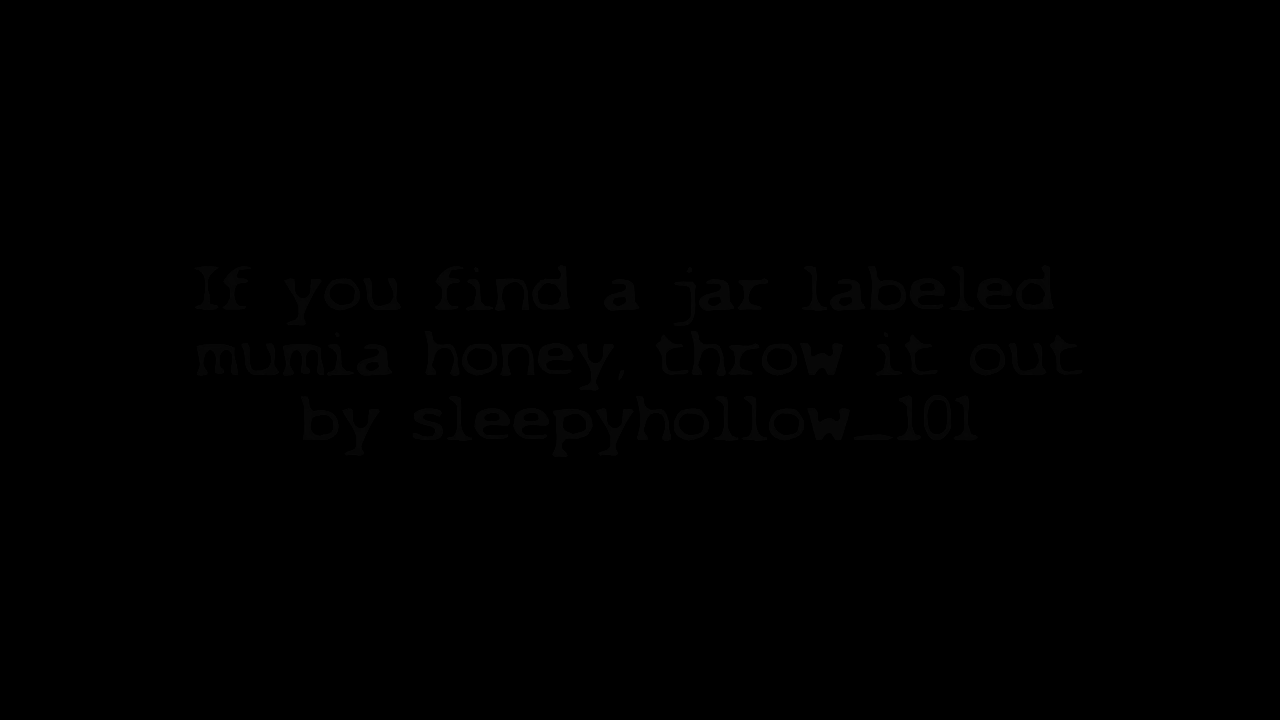 If you find a jar labeled
mumia honey, throw it out
by sleepyhollow_101